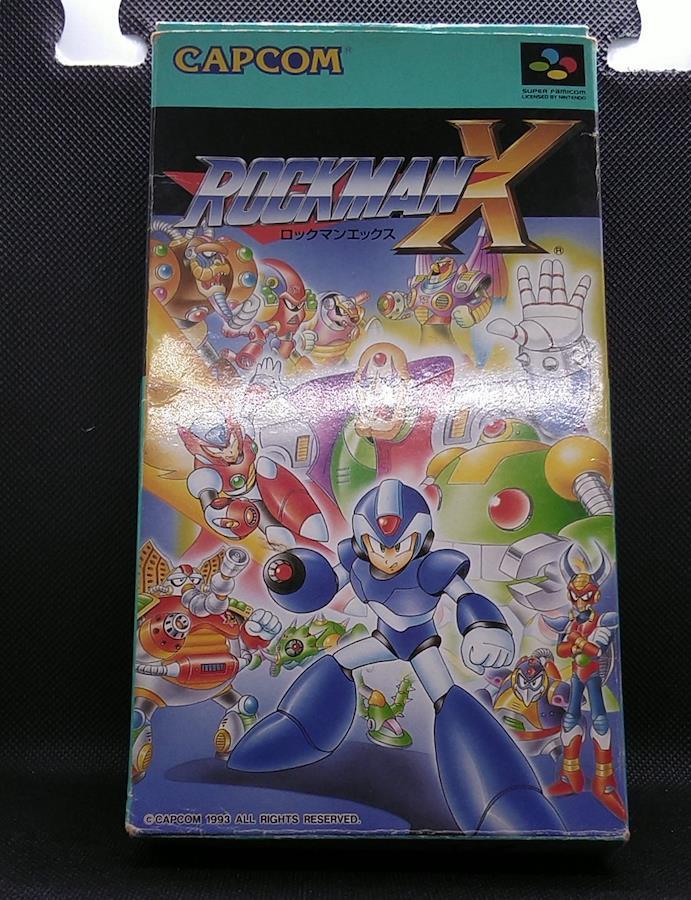 CAPCOM®
SUPER FAMICOM
LICENSED BY NINTENDO
ROCKMAN X
ロックマンエックス
®
©CAPCOM 1993 ALL RIGHTS RESERVED.